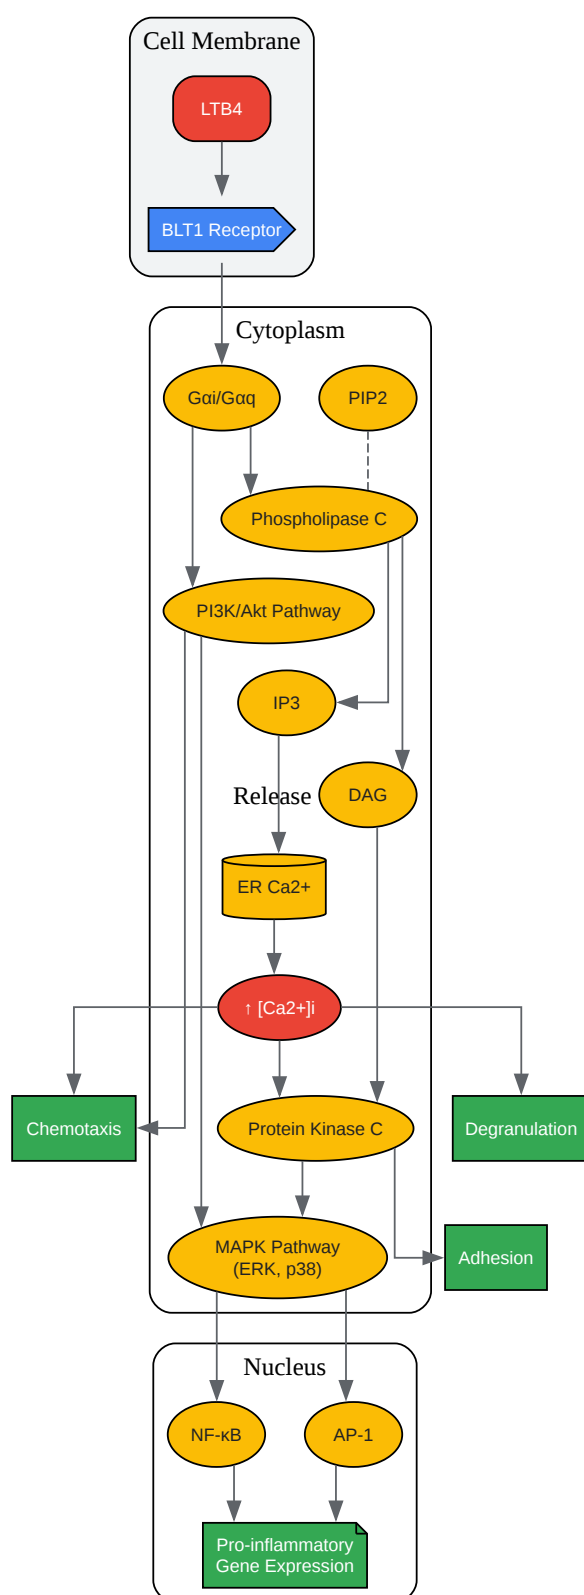 Cell Membrane
LTB4
BLT1 Receptor
Cytoplasm
Gαi/Gαq
PIP2
Phospholipase C
PI3K/Akt Pathway
IP3
Release
DAG
ER Ca2+
↑ [Ca2+]i
Chemotaxis
Protein Kinase C
Degranulation
MAPK Pathway
(ERK, p38)
Adhesion
Nucleus
NF-κB
AP-1
Pro-inflammatory
Gene Expression